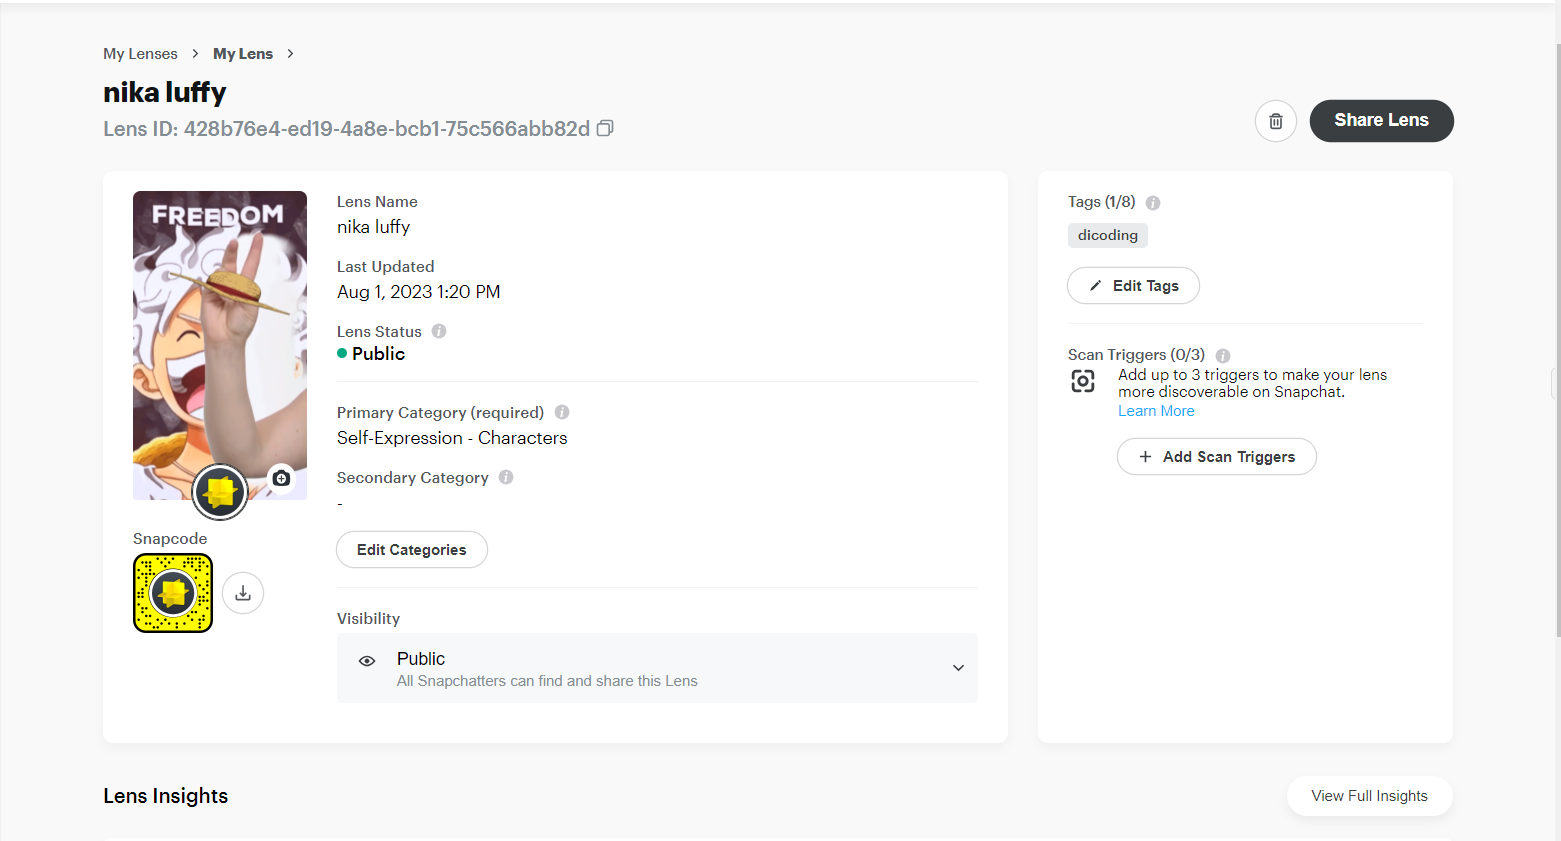 My Lenses > My Lens >
nika luffy
Lens ID: 428b76e4-ed19-4a8e-bcb1-75c566abb82d
Share Lens
FREEDOM
Snapcode
Lens Name
nika luffy
Last Updated
Aug 1, 2023 1:20 PM
Lens Status
Public
Primary Category (required)
Self-Expression - Characters
Secondary Category
-
Edit Categories
Visibility
Public
All Snapchatters can find and share this Lens
Tags (1/8)
dicoding
Edit Tags
Scan Triggers (0/3)
Add up to 3 triggers to make your lens
more discoverable on Snapchat.
Learn More
+ Add Scan Triggers
Lens Insights
View Full Insights